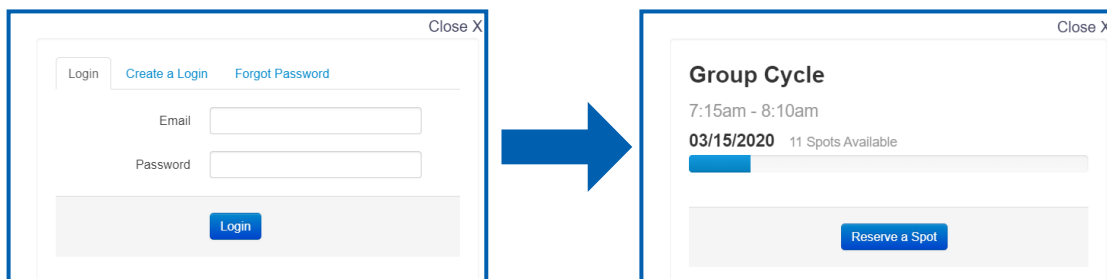 Close X
Login Create a Login Forgot Password
Email
Password
Login
Close X
Group Cycle
7:15am - 8:10am
03/15/2020 11 Spots Available
Reserve a Spot